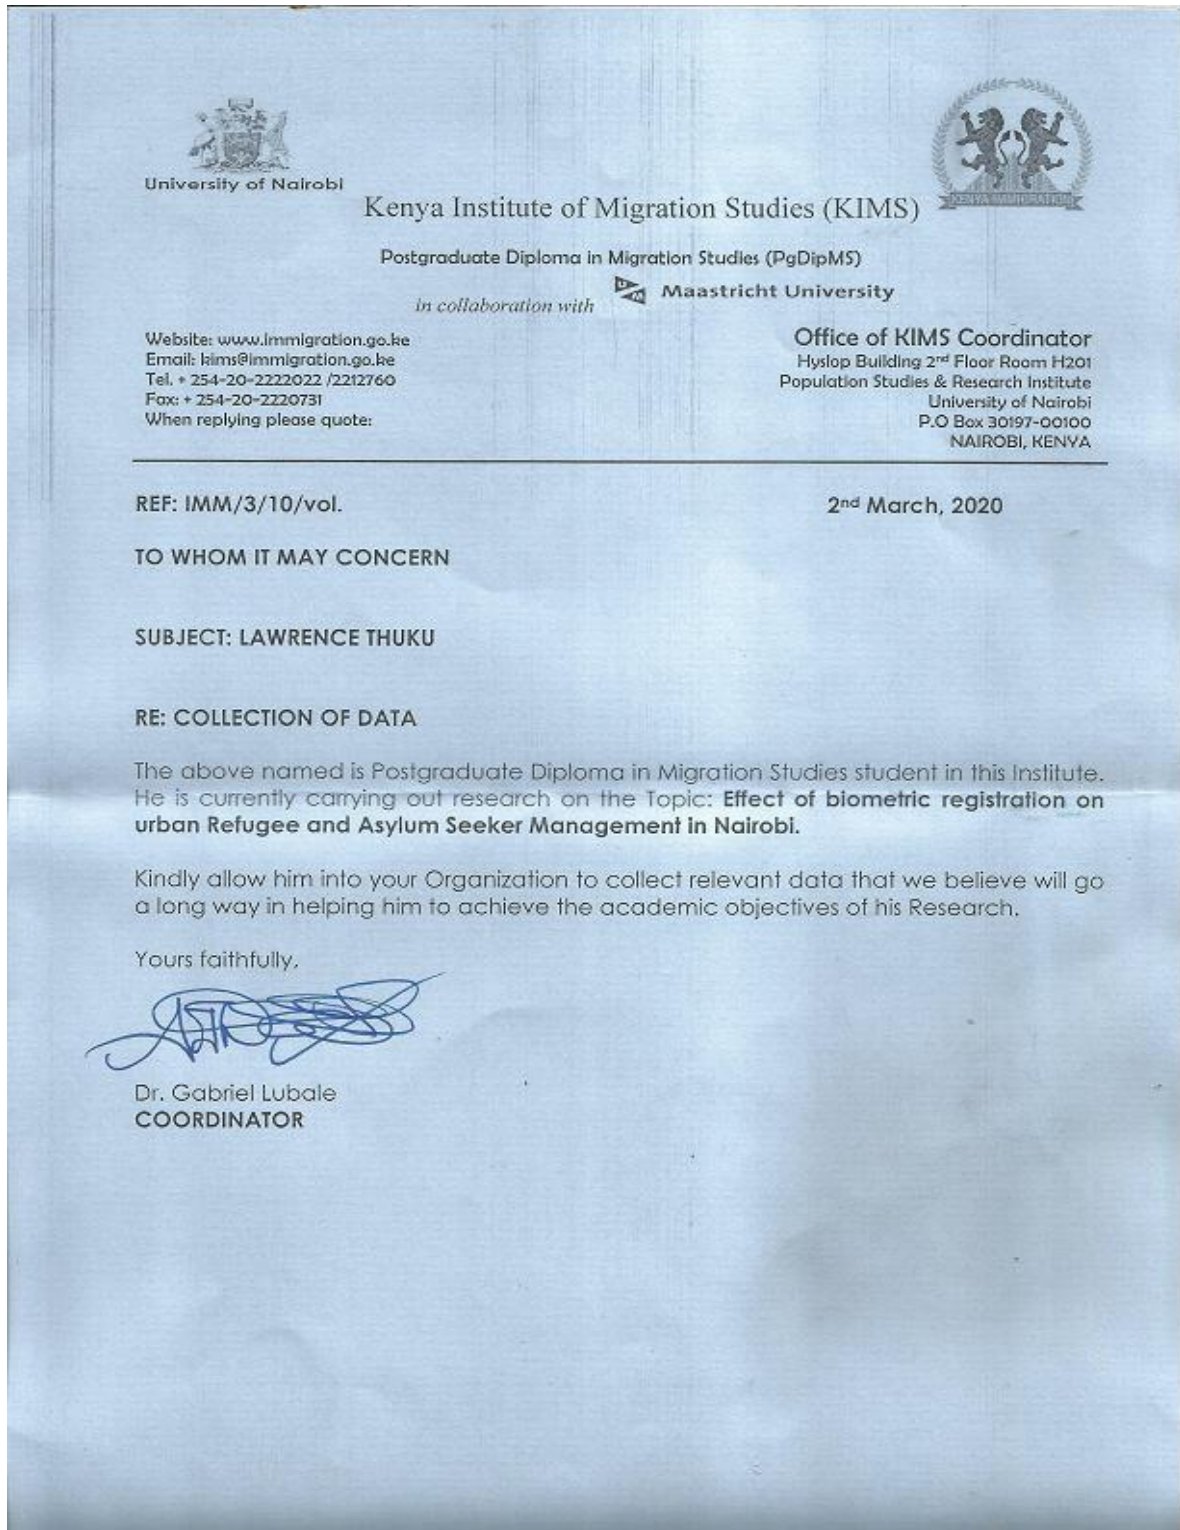 University of Nairobi
KENYA IMMIGRATION
Kenya Institute of Migration Studies (KIMS)
Postgraduate Diploma in Migration Studies (PgDipMS)
in collaboration with UM Maastricht University
Website: www.immigration.go.ke
Email: kims@immigration.go.ke
Tel. + 254-20-2222022 /2212760
Fax: + 254-20-2220731
When replying please quote:
Office of KIMS Coordinator
Hyslop Building 2nd Floor Room H201
Population Studies & Research Institute
University of Nairobi
P.O Box 30197-00100
NAIROBI, KENYA
REF: IMM/3/10/vol.
2nd March, 2020
TO WHOM IT MAY CONCERN
SUBJECT: LAWRENCE THUKU
RE: COLLECTION OF DATA
The above named is Postgraduate Diploma in Migration Studies student in this Institute.
He is currently carrying out research on the Topic: Effect of biometric registration on
urban Refugee and Asylum Seeker Management in Nairobi.
Kindly allow him into your Organization to collect relevant data that we believe will go
a long way in helping him to achieve the academic objectives of his Research.
Yours faithfully,
Dr. Gabriel Lubale
COORDINATOR